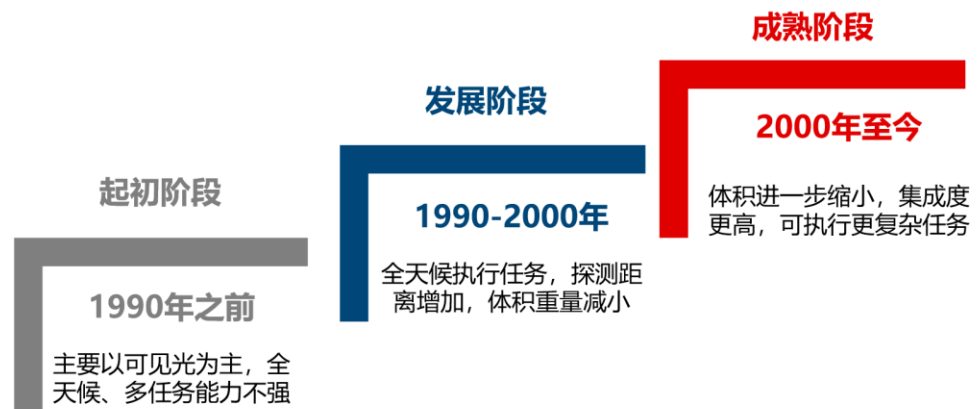 起初阶段
1990年之前
主要以可见光为主，全
天候、多任务能力不强
发展阶段
1990-2000年
全天候执行任务，探测距
离增加，体积重量减小
成熟阶段
2000年至今
体积进一步缩小，集成度
更高，可执行更复杂任务